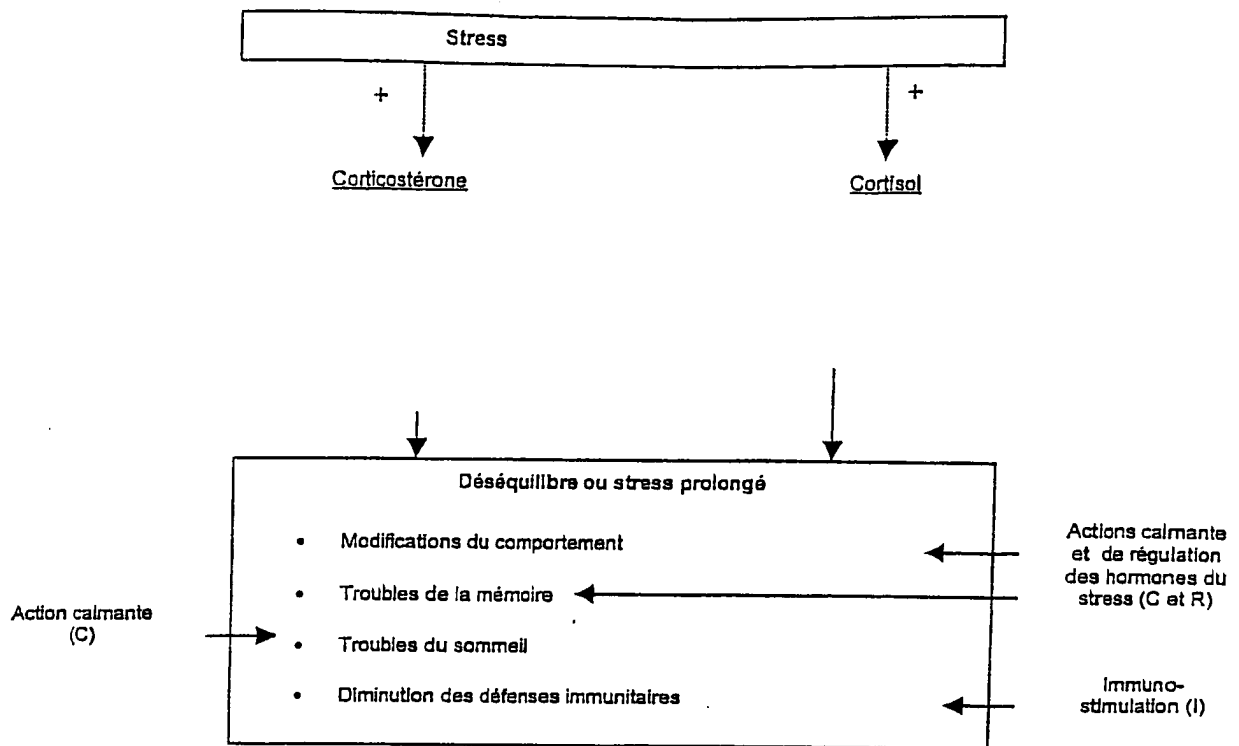 Stress
+
+
Corticostérone
Cortisol
Déséquilibre ou stress prolongé
• Modifications du comportement
• Troubles de la mémoire
• Troubles du sommeil
• Diminution des défenses immunitaires
Action calmante
(C)
Actions calmante
et de régulation
des hormones du
stress (C et R)
Immuno-
stimulation (I)